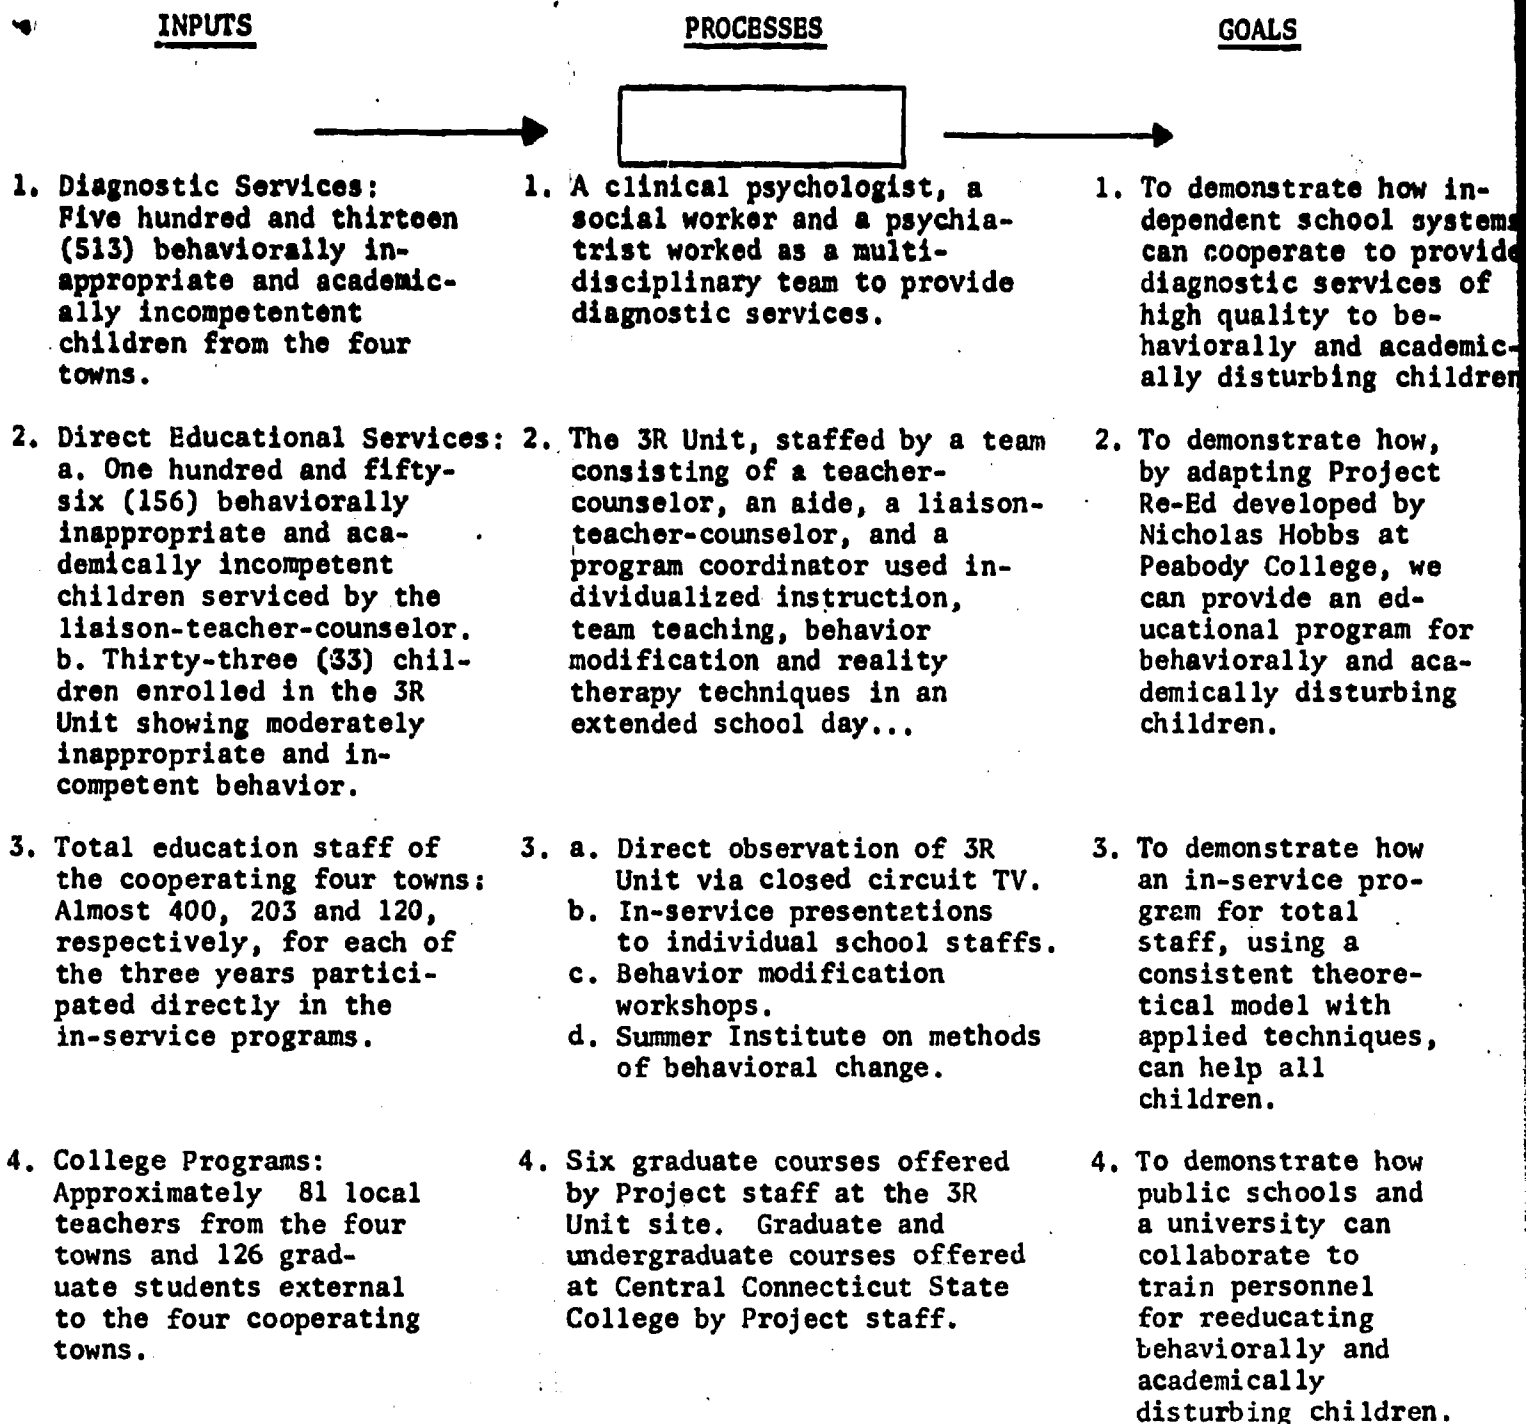 INPUTS
PROCESSES
GOALS
1. Diagnostic Services:
Five hundred and thirteen
(513) behaviorally in-
appropriate and academic-
ally incompetentent
children from the four
towns.
1. A clinical psychologist, a
social worker and a psychia-
trist worked as a multi-
disciplinary team to provide
diagnostic services.
1. To demonstrate how in-
dependent school systems
can cooperate to provide
diagnostic services of
high quality to be-
haviorally and academic-
ally disturbing children
2. Direct Educational Services:
a. One hundred and fifty-
six (156) behaviorally
inappropriate and aca-
demically incompetent
children serviced by the
liaison-teacher-counselor.
b. Thirty-three (33) chil-
dren enrolled in the 3R
Unit showing moderately
inappropriate and in-
competent behavior.
2. The 3R Unit, staffed by a team
consisting of a teacher-
counselor, an aide, a liaison-
teacher-counselor, and a
program coordinator used in-
dividualized instruction,
team teaching, behavior
modification and reality
therapy techniques in an
extended school day...
2. To demonstrate how,
by adapting Project
Re-Ed developed by
Nicholas Hobbs at
Peabody College, we
can provide an ed-
ucational program for
behaviorally and aca-
demically disturbing
children.
3. Total education staff of
the cooperating four towns:
Almost 400, 203 and 120,
respectively, for each of
the three years partici-
pated directly in the
in-service programs.
3. a. Direct observation of 3R
Unit via closed circuit TV.
b. In-service presentations
to individual school staffs.
c. Behavior modification
workshops.
d. Summer Institute on methods
of behavioral change.
3. To demonstrate how
an in-service pro-
gram for total
staff, using a
consistent theore-
tical model with
applied techniques,
can help all
children.
4. College Programs:
Approximately 81 local
teachers from the four
towns and 126 grad-
uate students external
to the four cooperating
towns.
4. Six graduate courses offered
by Project staff at the 3R
Unit site. Graduate and
undergraduate courses offered
at Central Connecticut State
College by Project staff.
4. To demonstrate how
public schools and
a university can
collaborate to
train personnel
for reeducating
behaviorally and
academically
disturbing children.